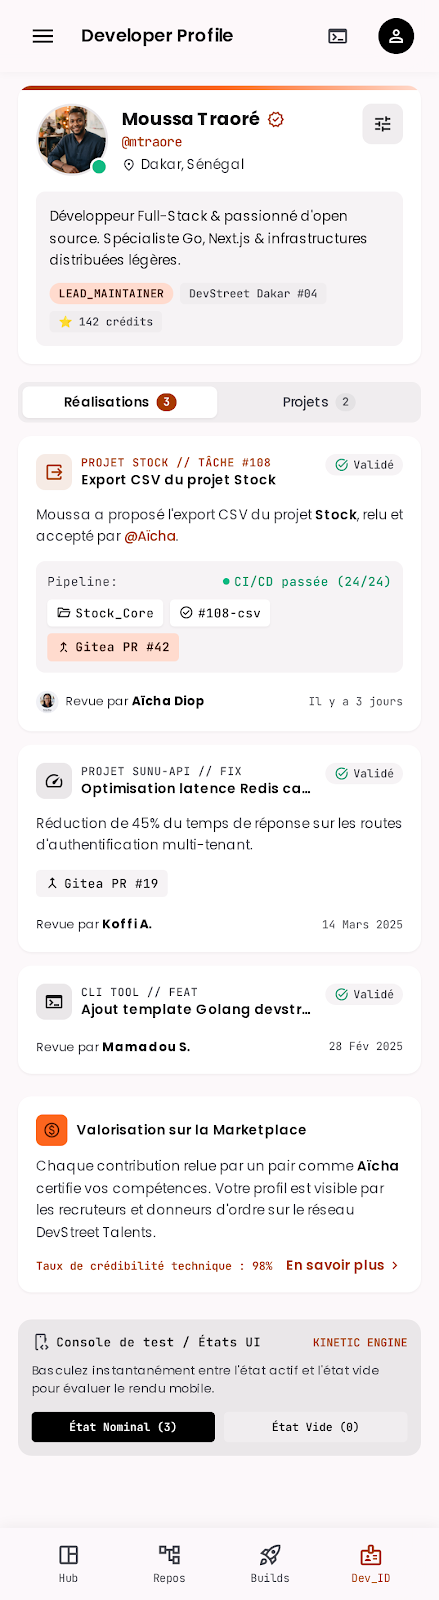 Developer Profile
Moussa Traoré
@mtraore
Dakar, Sénégal
Développeur Full-Stack & passionné d'open
source. Spécialiste Go, Next.js & infrastructures
distribuées légères.
LEAD_MAINTAINER DevStreet Dakar #04
⭐ 142 crédits
Réalisations 3 Projets 2
PROJET STOCK // TÂCHE #108
Validé
Export CSV du projet Stock
Moussa a proposé l'export CSV du projet Stock, relu et
accepté par @Aïcha.
Pipeline: CI/CD passée (24/24)
Stock_Core #108-csv
Gitea PR #42
Revue par Aïcha Diop Il y a 3 jours
PROJET SUNU-API // FIX
Validé
Optimisation latence Redis ca...
Réduction de 45% du temps de réponse sur les routes
d'authentification multi-tenant.
Gitea PR #19
Revue par Koffi A. 14 Mars 2025
CLI TOOL // FEAT
Validé
Ajout template Golang devstr...
Revue par Mamadou S. 28 Fév 2025
Valorisation sur la Marketplace
Chaque contribution relue par un pair comme Aïcha
certifie vos compétences. Votre profil est visible par
les recruteurs et donneurs d'ordre sur le réseau
DevStreet Talents.
Taux de crédibilité technique : 98% En savoir plus
Console de test / États UI KINETIC ENGINE
Basculez instantanément entre l'état actif et l'état vide
pour évaluer le rendu mobile.
État Nominal (3) État Vide (0)
Hub Repos Builds Dev_ID